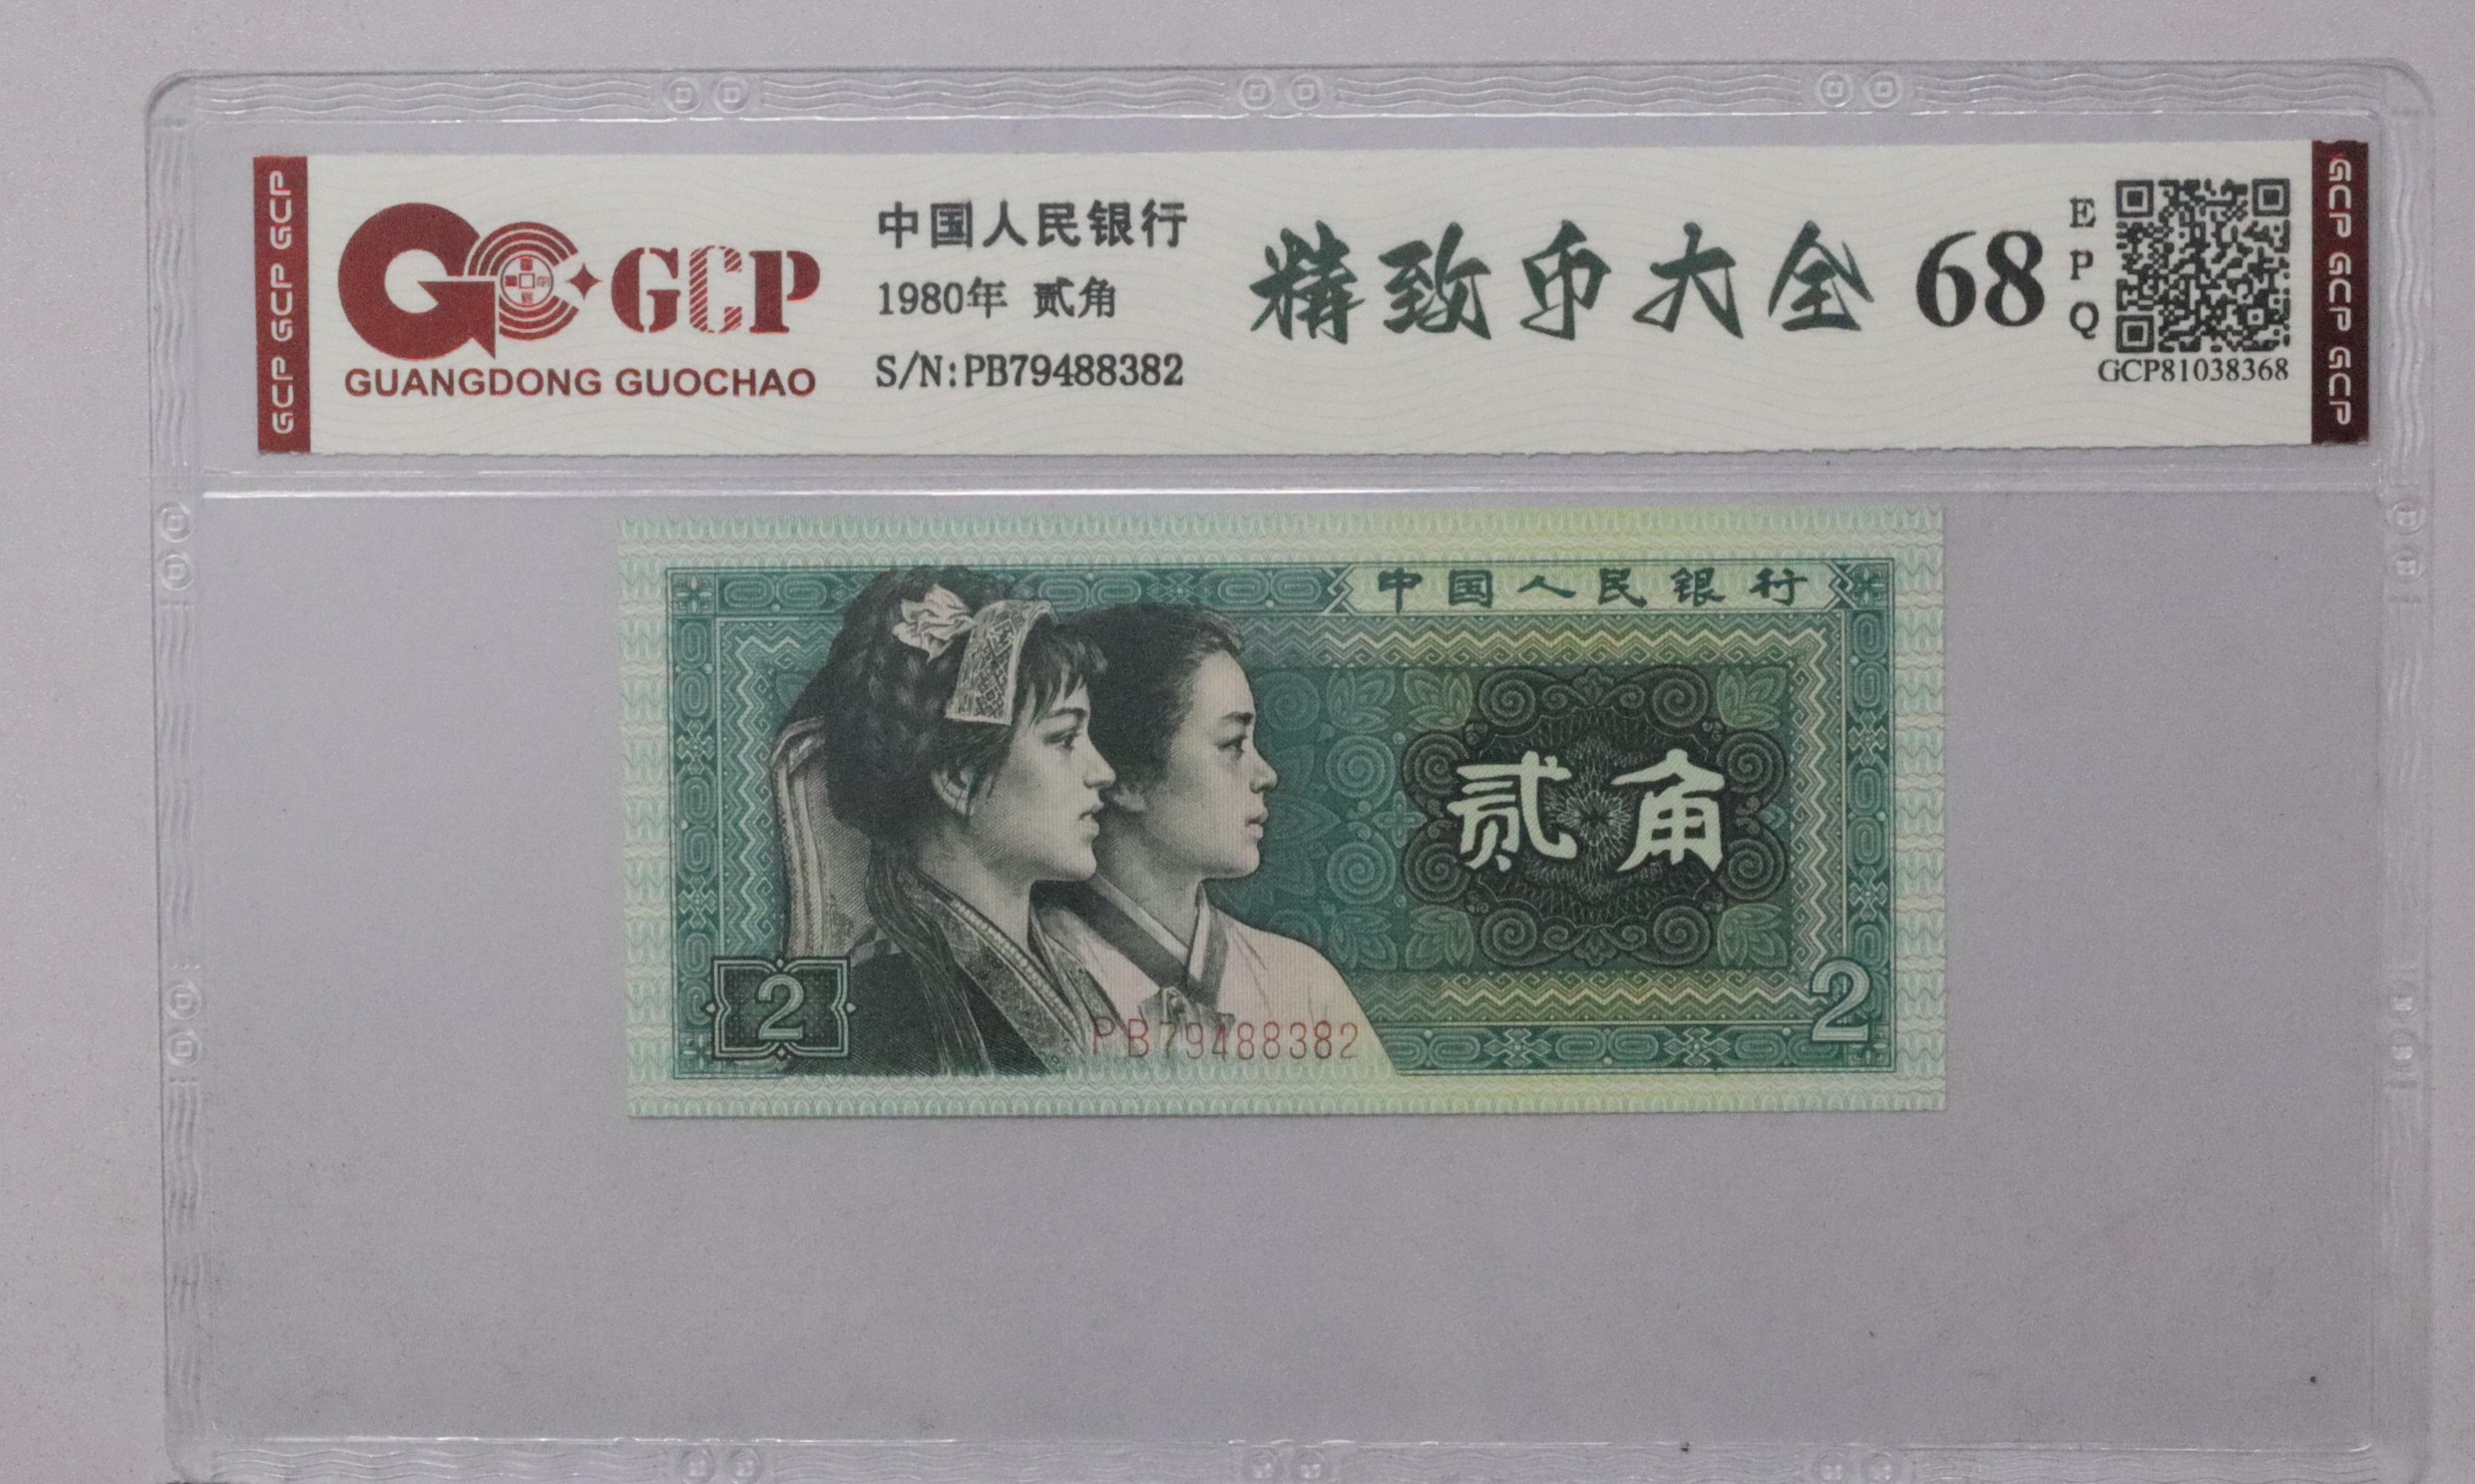 GCP GCP GCP
GCP
GUANGDONG GUOCHAO
中国人民银行
1980年 贰角
S/N:PB79488382
精致币大全 68
EPQ
GCP81038368
GCP GCP GCP
中国人民银行
贰角
2
PB79488382
2